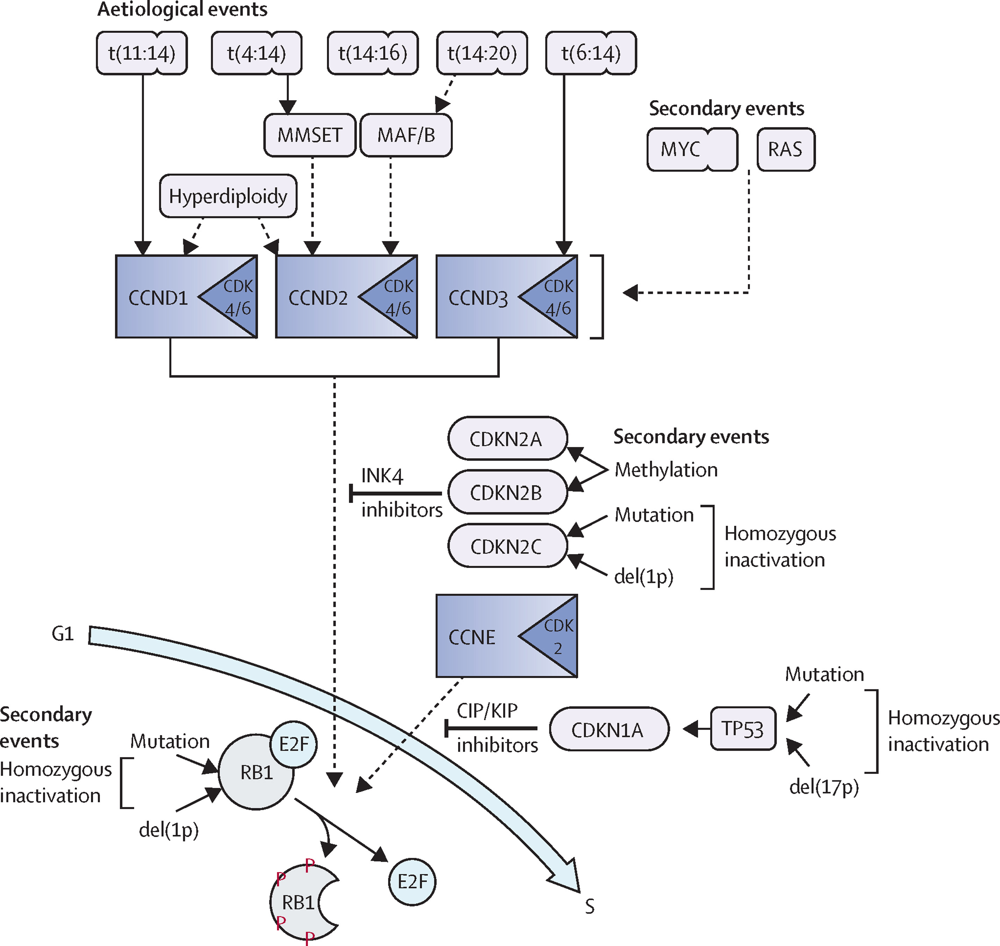 Aetiological events
t(11:14)
t(4:14)
t(14:16)
t(14:20)
t(6:14)
Secondary events
MMSET
MAF/B
MYC
RAS
Hyperdiploidy
CCND1
CDK
4/6
CCND2
CDK
4/6
CCND3
CDK
4/6
CDKN2A
Secondary events
Methylation
INK4
inhibitors
CDKN2B
Mutation
CDKN2C
del(1p)
Homozygous
inactivation
CCNE
CDK
2
G1
Mutation
CIP/KIP
inhibitors
CDKN1A
TP53
Homozygous
inactivation
del(17p)
Secondary
events
Mutation
Homozygous
inactivation
del(1p)
RB1
E2F
P
P
RB1
P
P
E2F
S